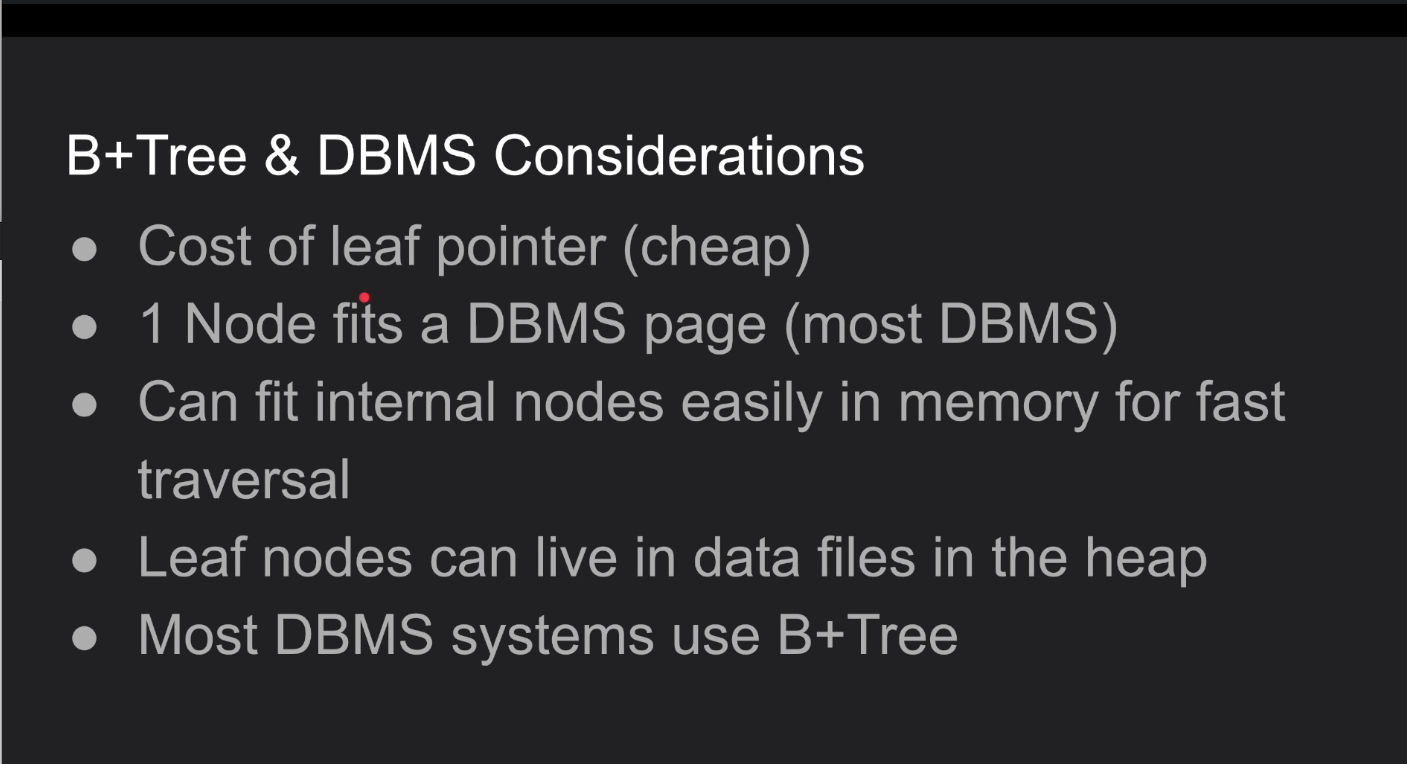 B+Tree & DBMS Considerations
● Cost of leaf pointer (cheap)
● 1 Node fits a DBMS page (most DBMS)
● Can fit internal nodes easily in memory for fast
traversal
● Leaf nodes can live in data files in the heap
● Most DBMS systems use B+Tree